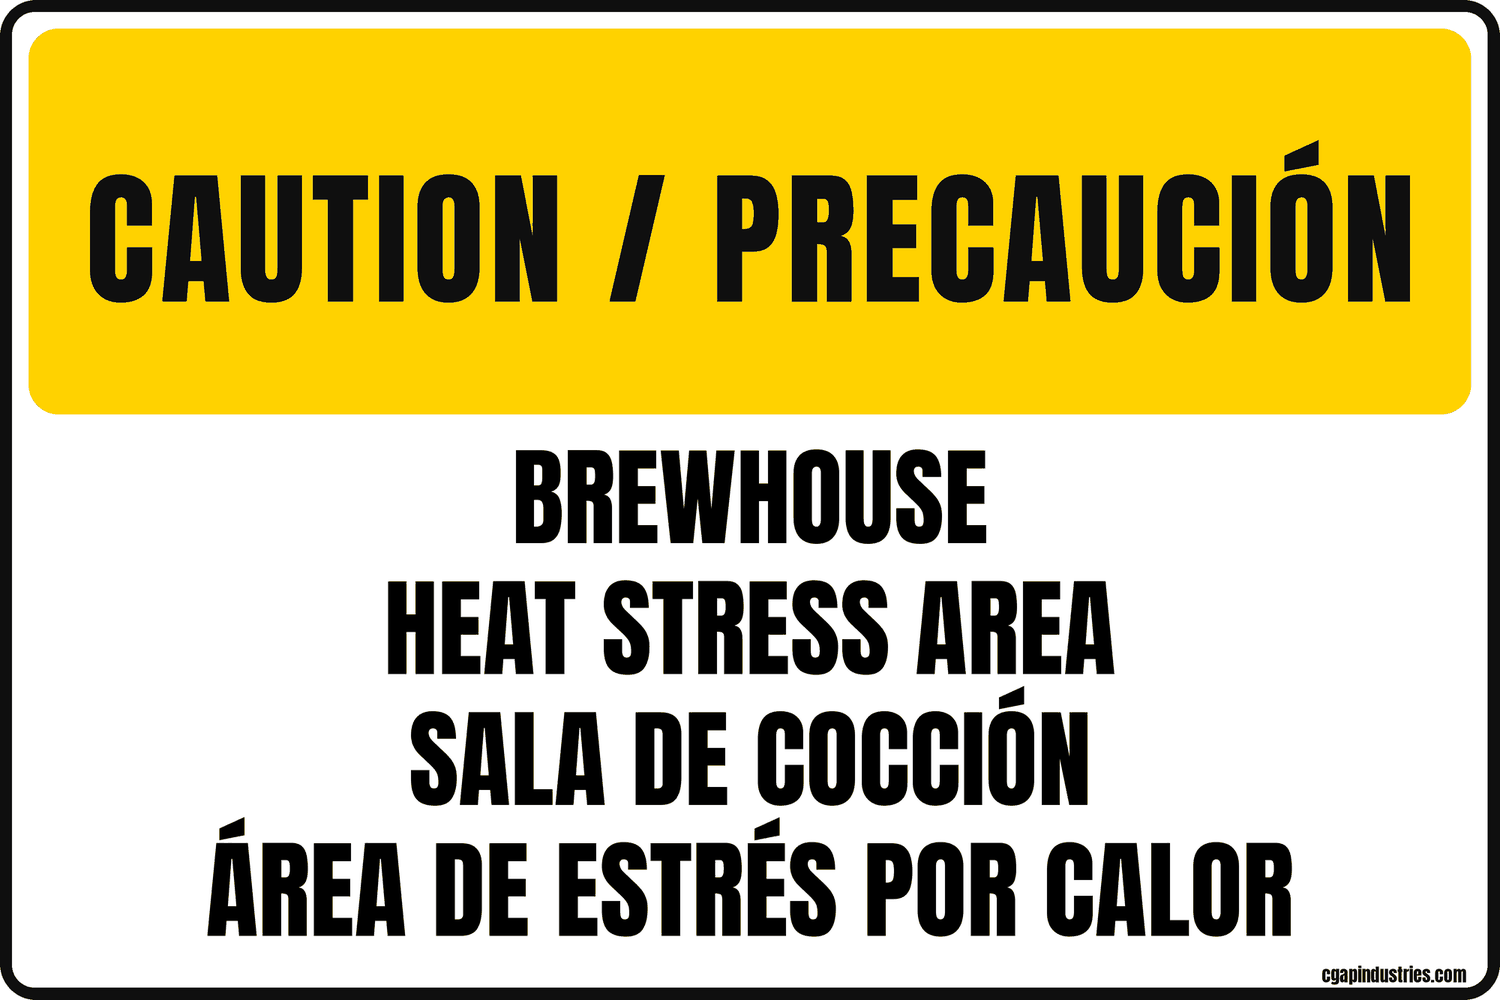 CAUTION / PRECAUCIÓN
BREWHOUSE
HEAT STRESS AREA
SALA DE COCCIÓN
ÁREA DE ESTRÉS POR CALOR
cgapindustries.com